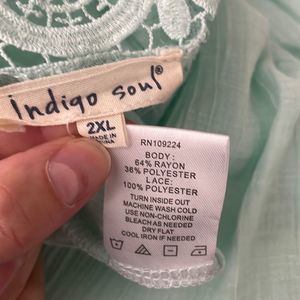 Indigo Soul®
2XL
MADE IN
CHINA
RN109224
BODY:
64% RAYON
36% POLYESTER
LACE:
100% POLYESTER
TURN INSIDE OUT
MACHINE WASH COLD
USE NON-CHLORINE
BLEACH AS NEEDED
DRY FLAT
COOL IRON IF NEEDED